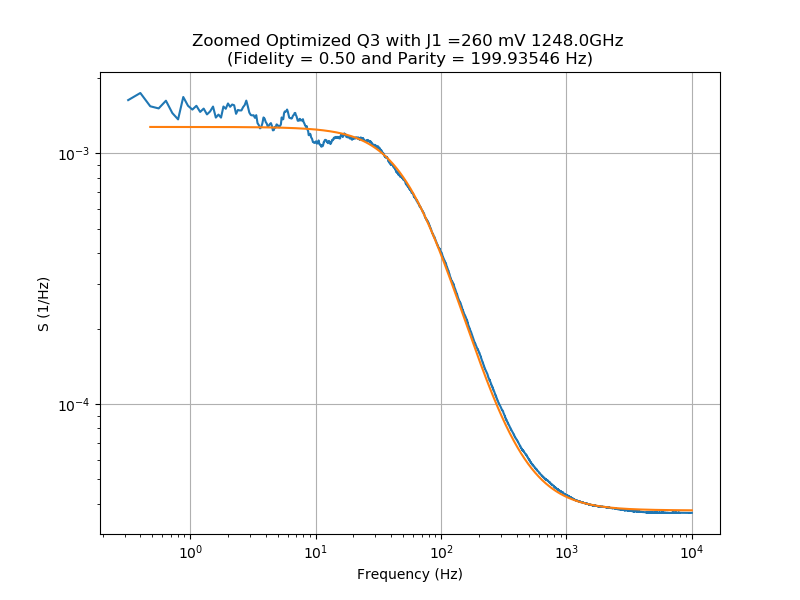 Zoomed Optimized Q3 with J1 =260 mV 1248.0GHz
(Fidelity = 0.50 and Parity = 199.93546 Hz)
10⁻³
10⁻⁴
S (1/Hz)
10⁰ 10¹ 10² 10³ 10⁴
Frequency (Hz)